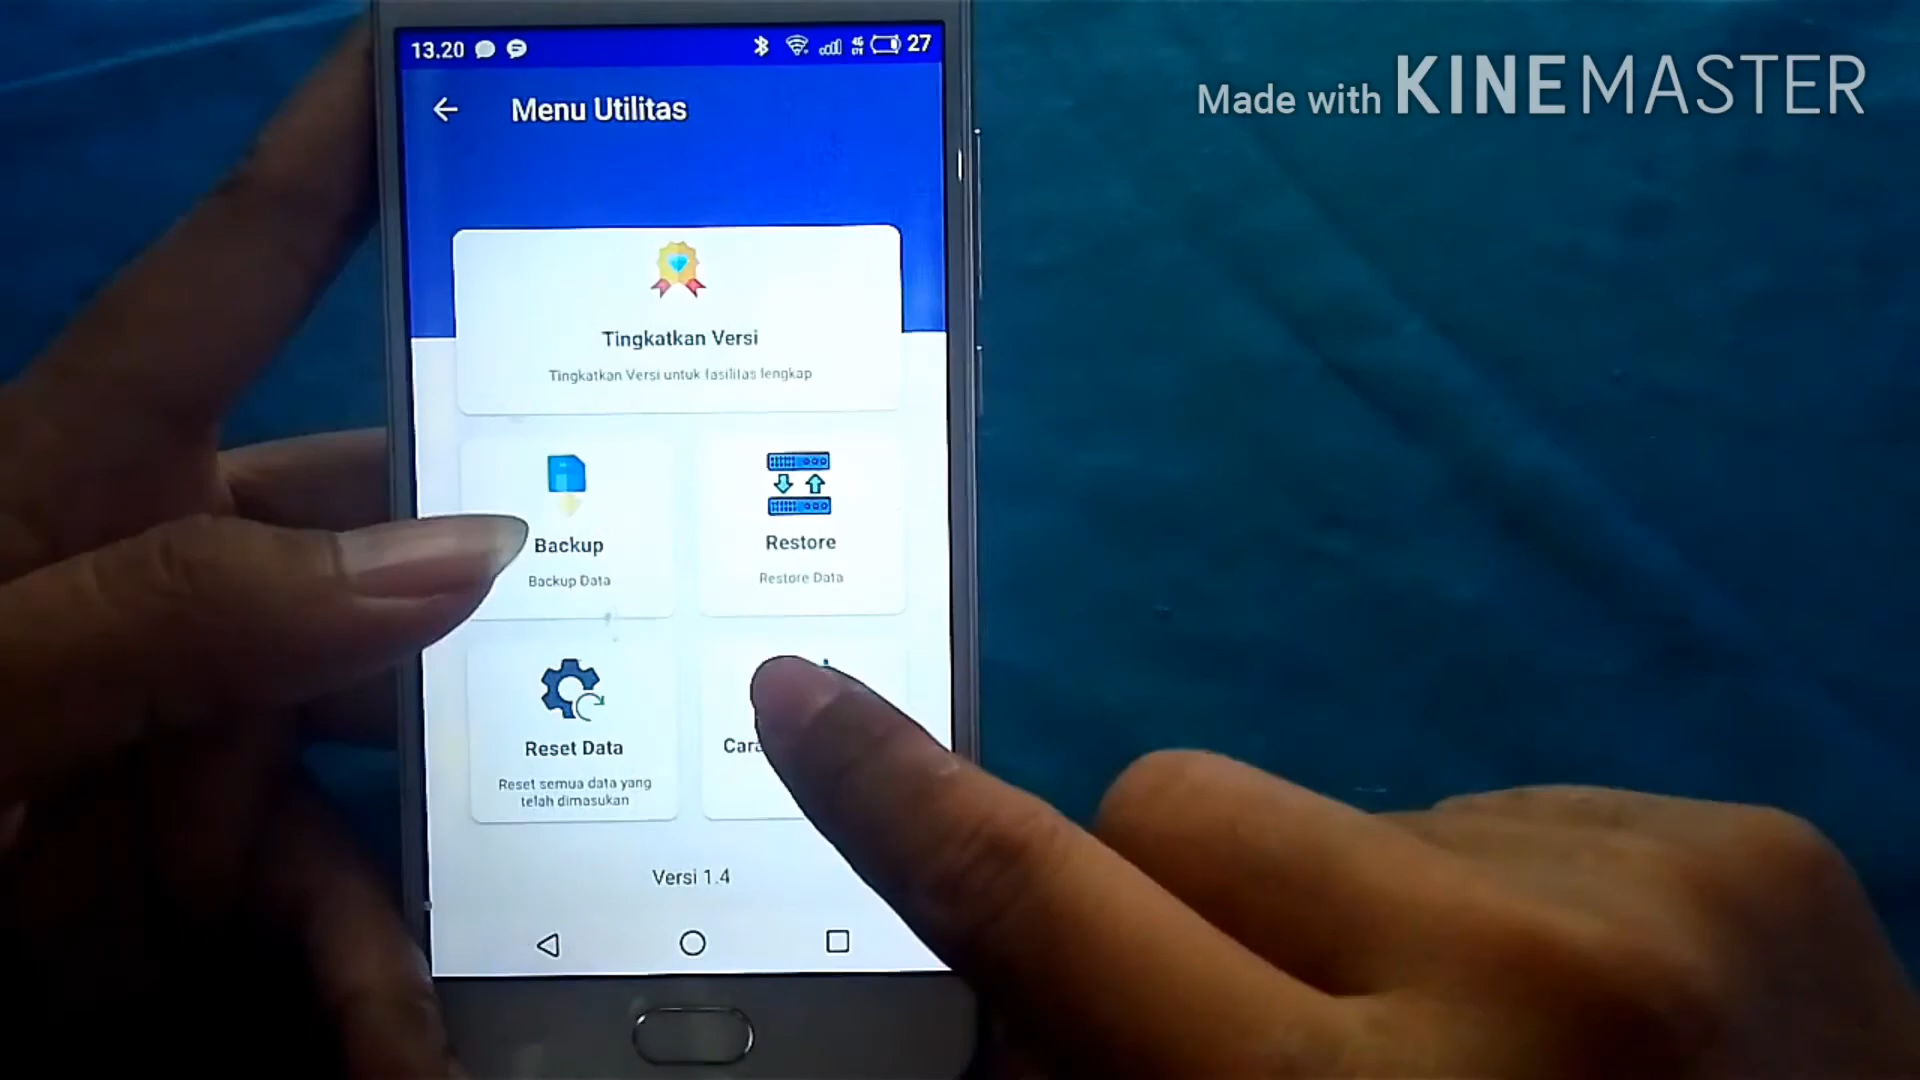 13.20
27
Made with KINEMASTER
Menu Utilitas
Tingkatkan Versi
Tingkatkan Versi untuk fasilitas lengkap
Backup
Backup Data
Restore
Restore Data
Reset Data
Reset semua data yang
telah dimasukan
Cara
Versi 1.4